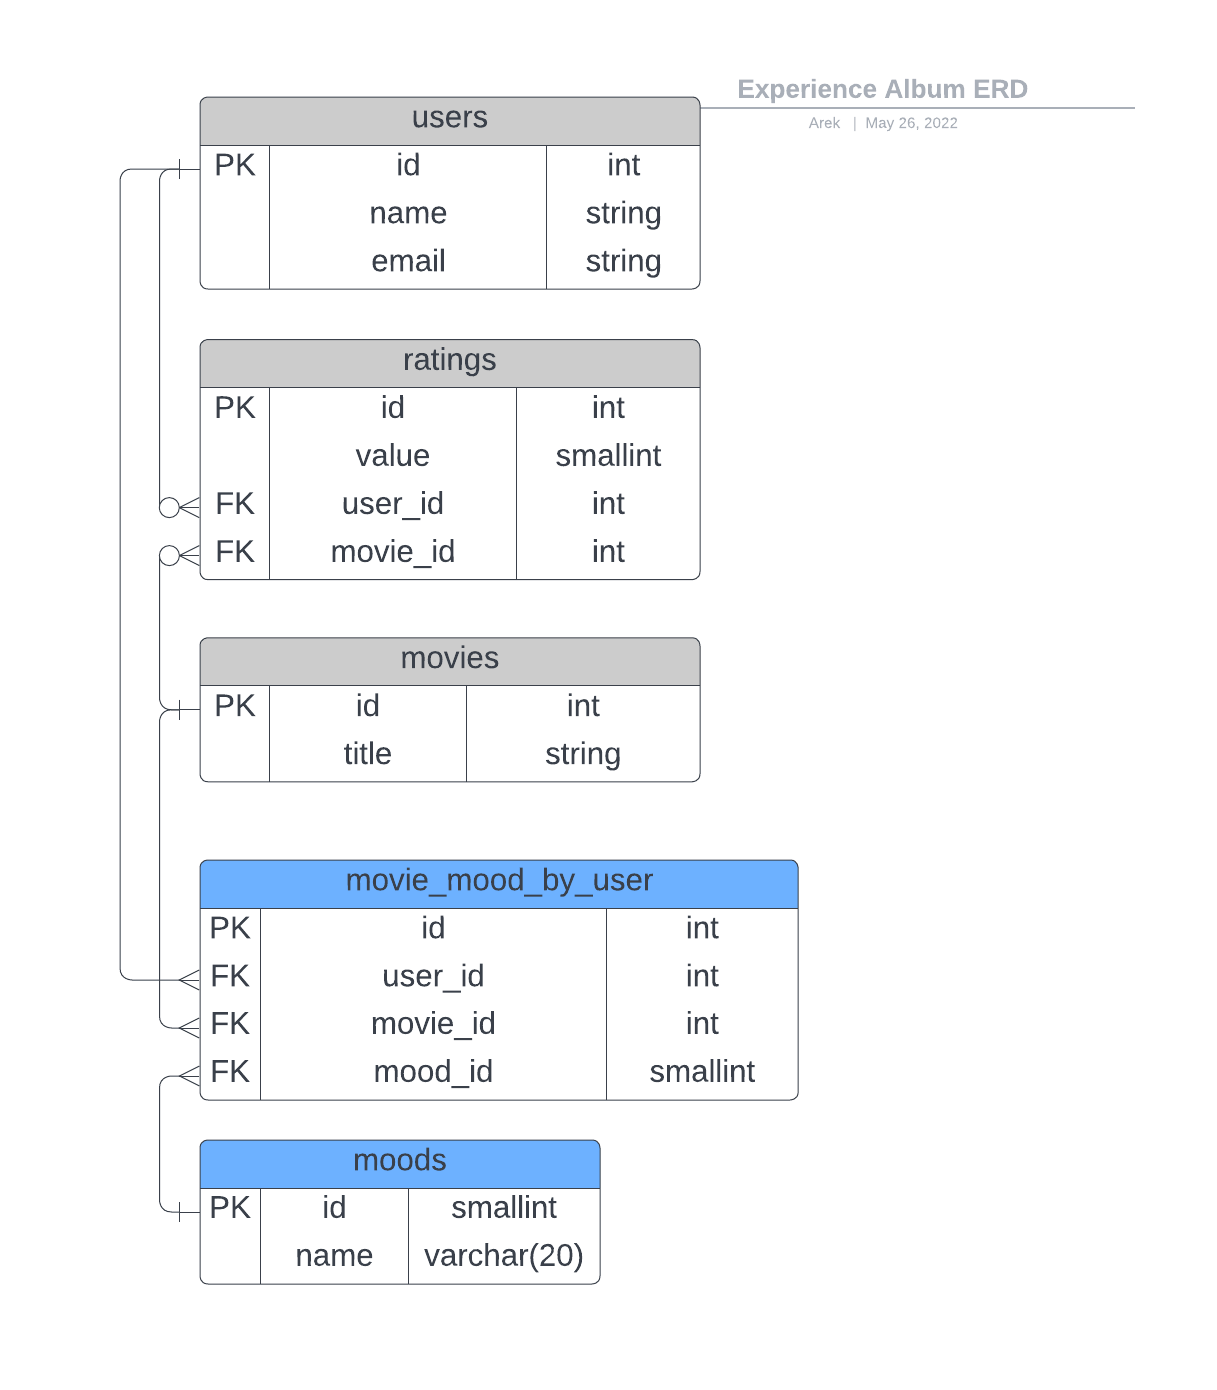 Experience Album ERD
Arek | May 26, 2022
users
PK id int
name string
email string
ratings
PK id int
value smallint
FK user_id int
FK movie_id int
movies
PK id int
title string
movie_mood_by_user
PK id int
FK user_id int
FK movie_id int
FK mood_id smallint
moods
PK id smallint
name varchar(20)